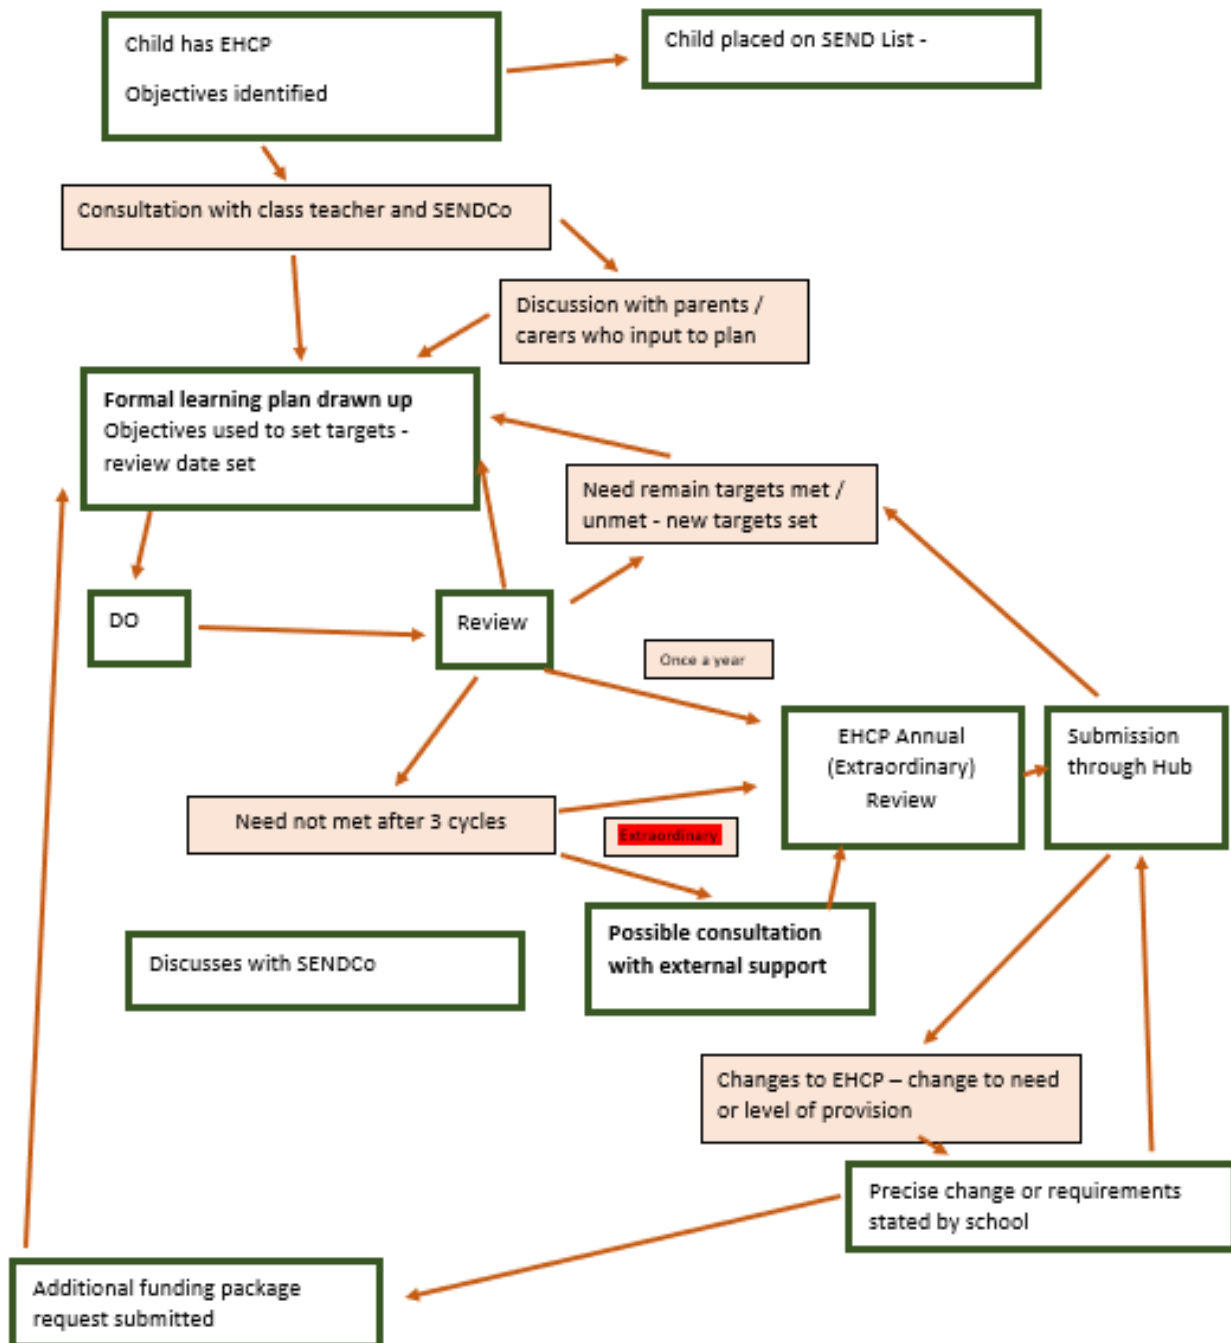 Child has EHCP
Objectives identified
Child placed on SEND List -
Consultation with class teacher and SENDCo
Discussion with parents /
carers who input to plan
Formal learning plan drawn up
Objectives used to set targets -
review date set
Need remain targets met /
unmet - new targets set
DO
Review
Once a year
EHCP Annual
(Extraordinary)
Review
Submission
through Hub
Need not met after 3 cycles
Extraordinary
Possible consultation
with external support
Discusses with SENDCo
Changes to EHCP – change to need
or level of provision
Precise change or requirements
stated by school
Additional funding package
request submitted